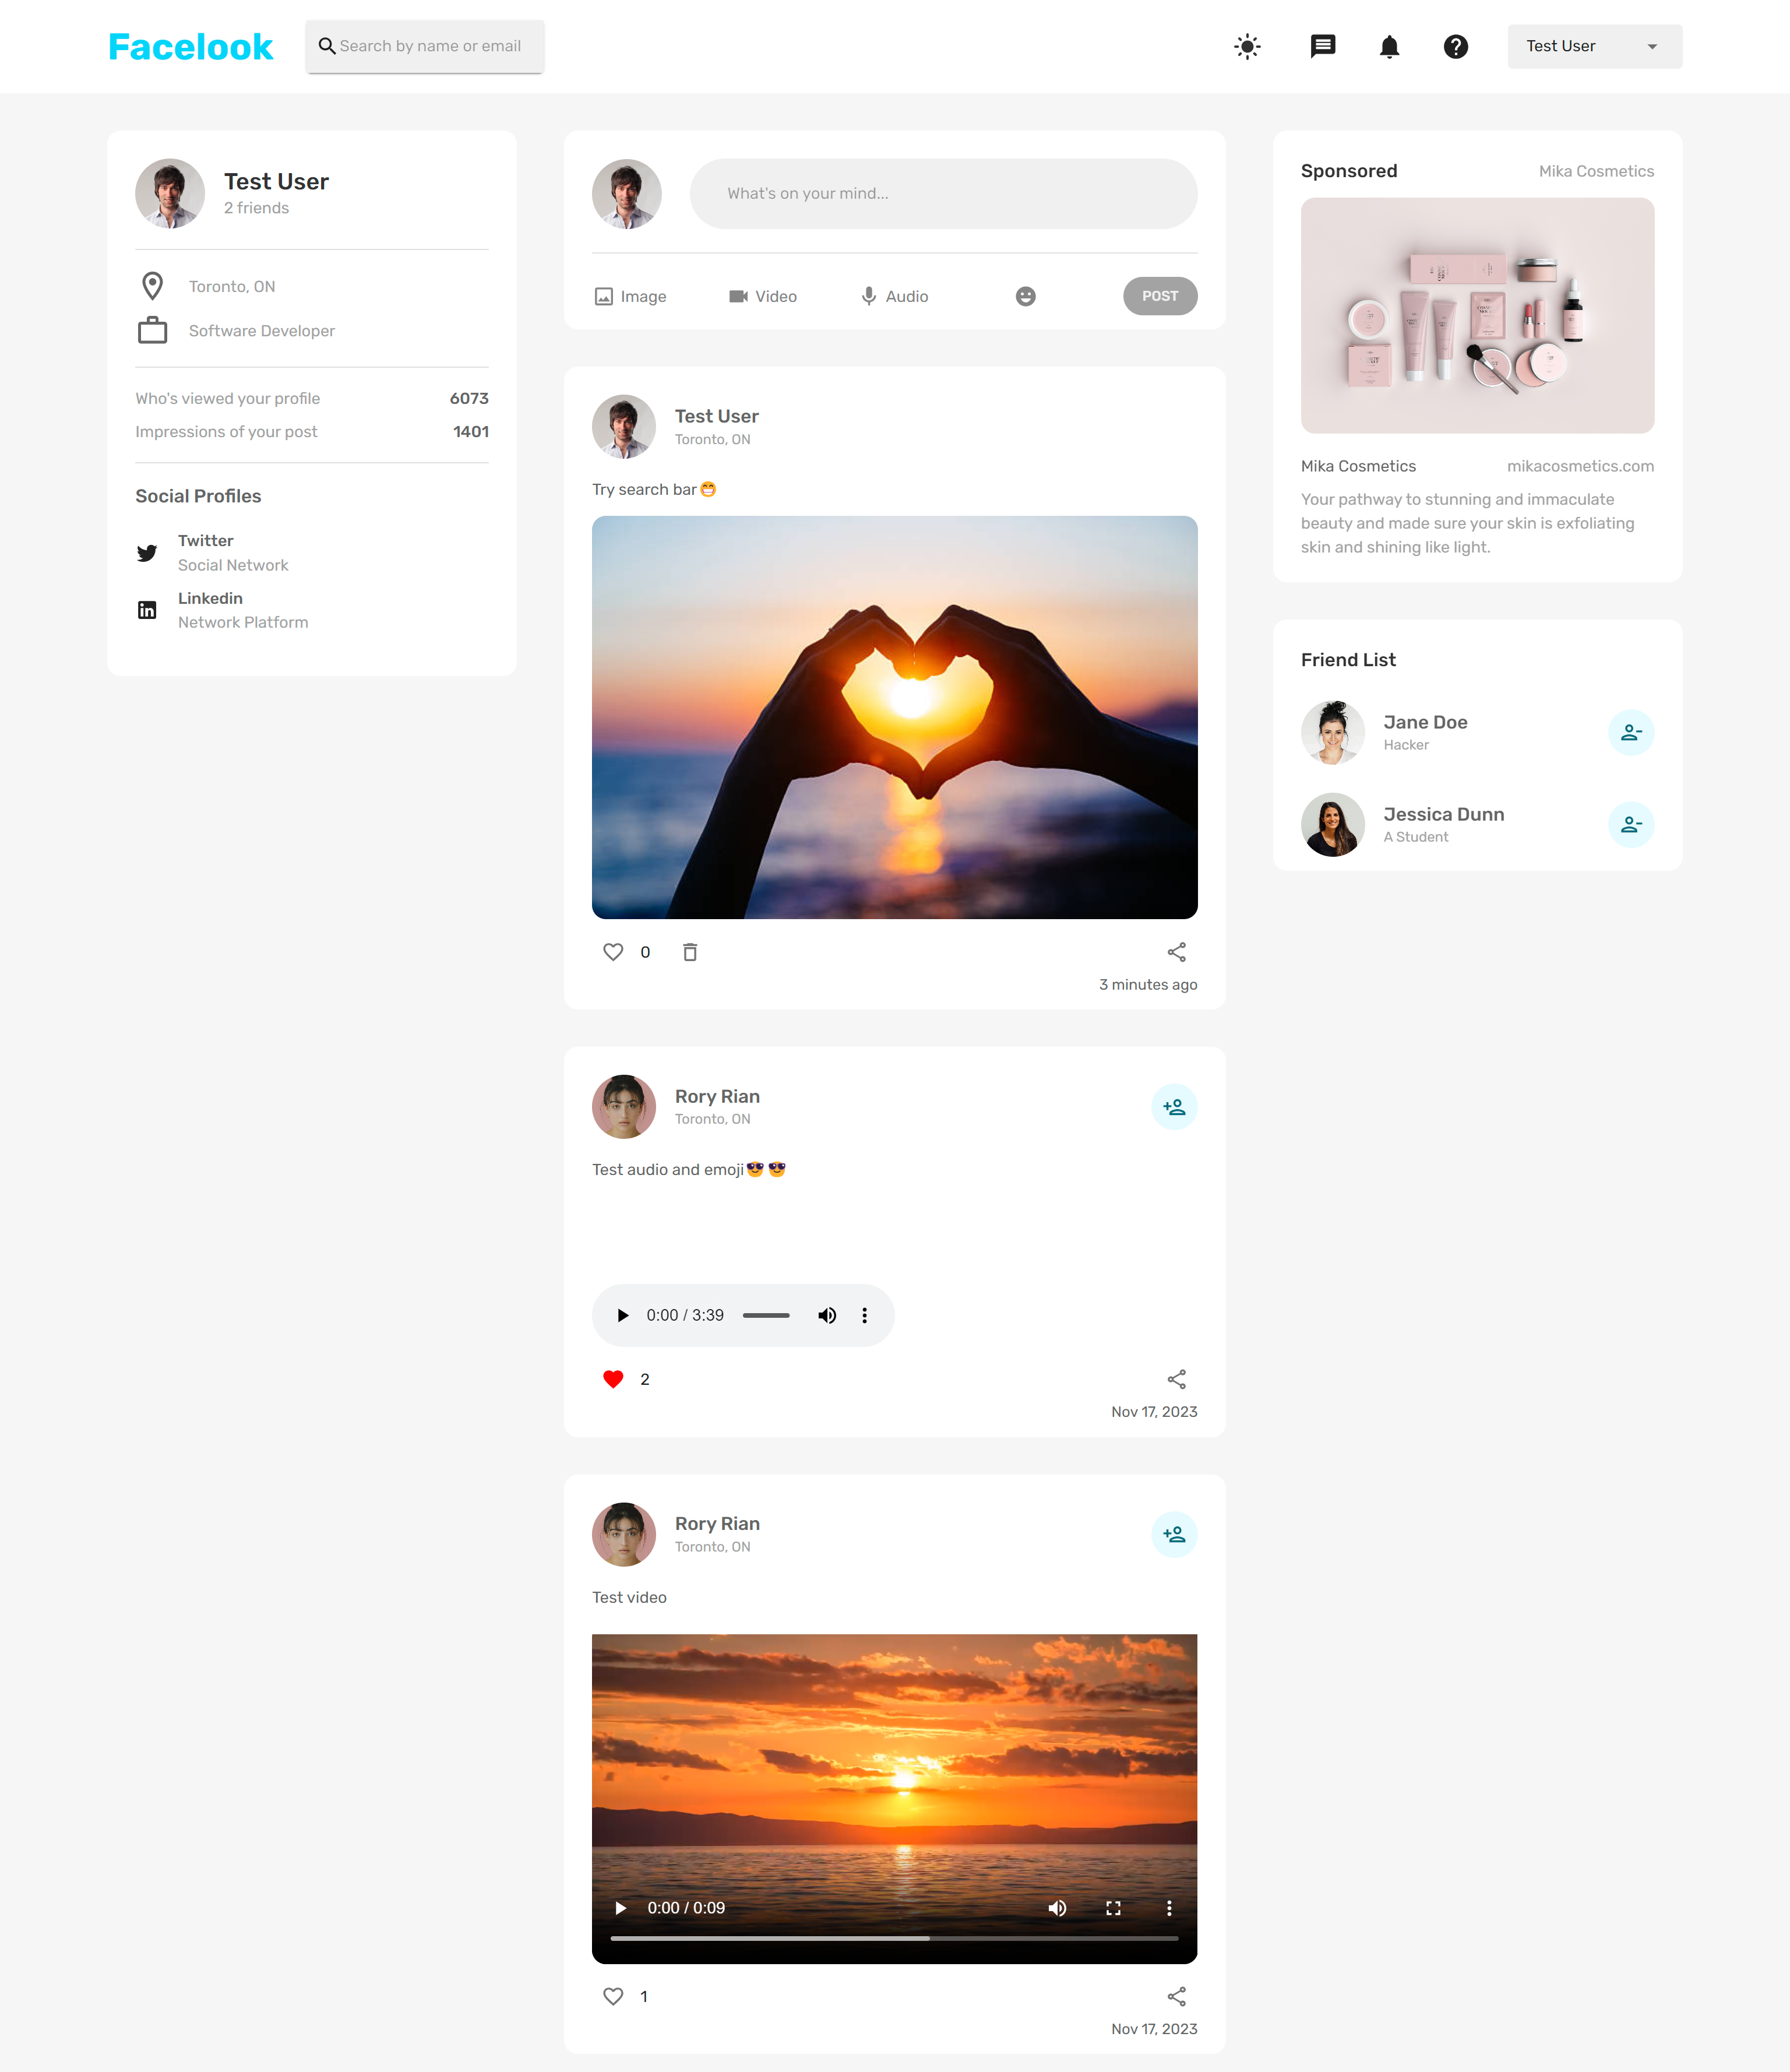 Facelook
Search by name or email
Test User
Test User
2 friends
Toronto, ON
Software Developer
Who's viewed your profile 6073
Impressions of your post 1401
Social Profiles
Twitter
Social Network
Linkedin
Network Platform
What's on your mind...
Image Video Audio POST
Test User
Toronto, ON
Try search bar😁
0
3 minutes ago
Rory Rian
Toronto, ON
Test audio and emoji😎😎
0:00 / 3:39
2
Nov 17, 2023
Rory Rian
Toronto, ON
Test video
0:00 / 0:09
1
Nov 17, 2023
Sponsored Mika Cosmetics
Mika Cosmetics mikacosmetics.com
Your pathway to stunning and immaculate
beauty and made sure your skin is exfoliating
skin and shining like light.
Friend List
Jane Doe
Hacker
Jessica Dunn
A Student